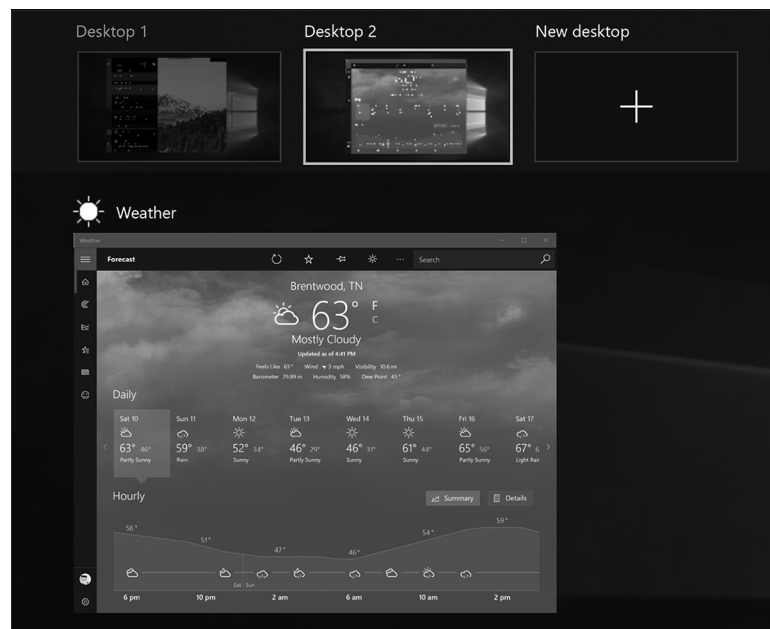 Desktop 1 Desktop 2 New desktop
Weather
Weather
Forecast Search
Brentwood, TN
63° F
C
Mostly Cloudy
Updated as of 4:41 PM
Feels Like 63° Wind 3 mph Visibility 10.6 mi
Barometer 29.89 in Humidity 58% Dew Point 45°
Daily
Sat 10 Sun 11 Mon 12 Tue 13 Wed 14 Thu 15 Fri 16 Sat 17
63° 46° 59° 38° 52° 34° 46° 29° 46° 31° 61° 44° 65° 56° 67° 6
Partly Sunny Rain Sunny Partly Sunny Sunny Sunny Partly Sunny Light Rain
Hourly Summary Details
56° 51° 47° 46° 54° 59°
Sat Sun
6 pm 10 pm 2 am 6 am 10 am 2 pm